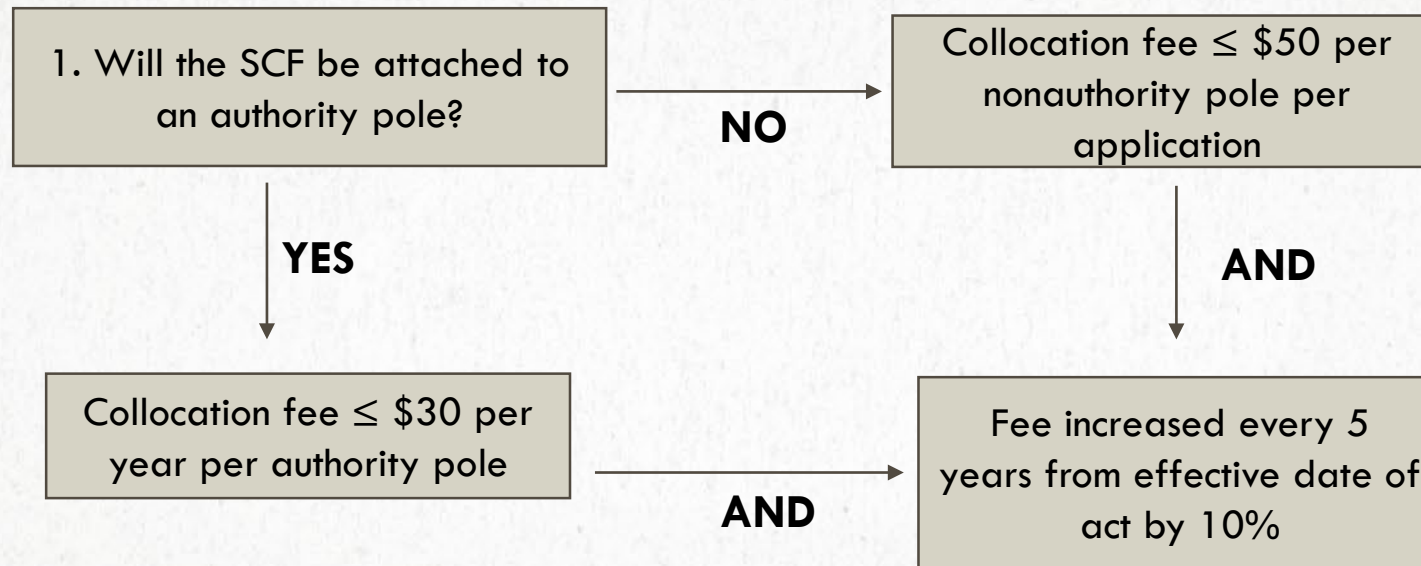 1. Will the SCF be attached to
an authority pole?
NO
Collocation fee ≤ $50 per
nonauthority pole per
application
YES
AND
Collocation fee ≤ $30 per
year per authority pole
AND
Fee increased every 5
years from effective date of
act by 10%